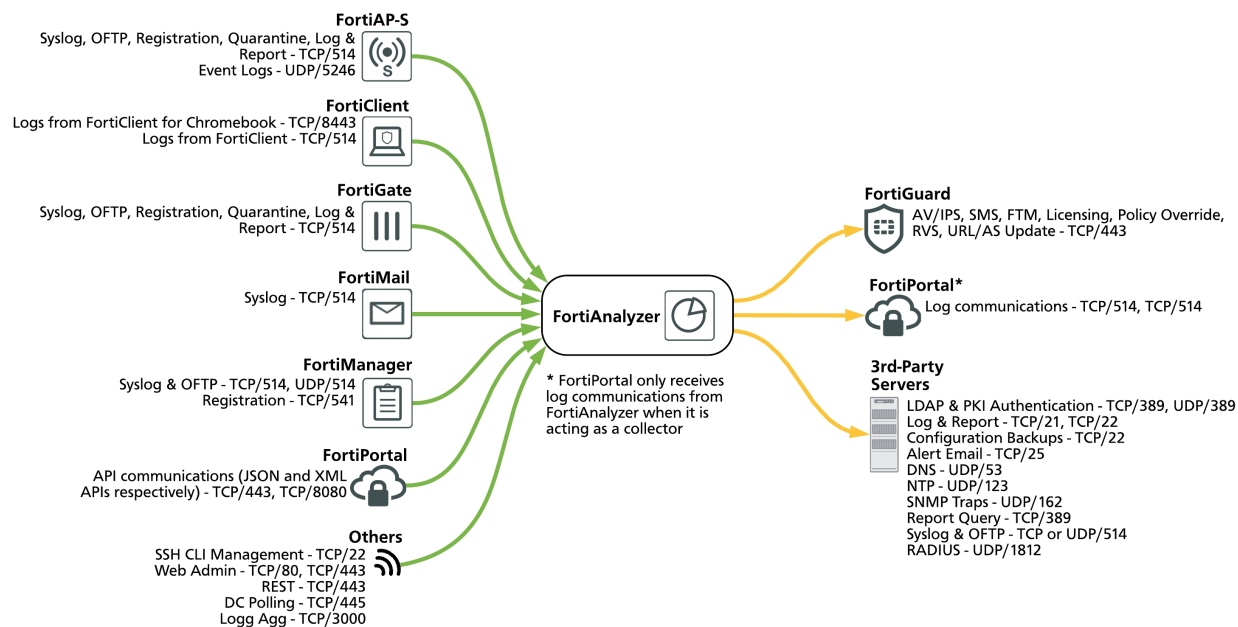 FortiAP-S
Syslog, OFTP, Registration, Quarantine, Log &
Report - TCP/514
Event Logs - UDP/5246
S
FortiClient
Logs from FortiClient for Chromebook - TCP/8443
Logs from FortiClient - TCP/514
FortiGate
Syslog, OFTP, Registration, Quarantine, Log &
Report - TCP/514
FortiMail
Syslog - TCP/514
FortiManager
Syslog & OFTP - TCP/514, UDP/514
Registration - TCP/541
FortiPortal
API communications (JSON and XML
APIs respectively) - TCP/443, TCP/8080
Others
SSH CLI Management - TCP/22
Web Admin - TCP/80, TCP/443
REST - TCP/443
DC Polling - TCP/445
Logg Agg - TCP/3000
FortiAnalyzer
* FortiPortal only receives
log communications from
FortiAnalyzer when it is
acting as a collector
FortiGuard
AV/IPS, SMS, FTM, Licensing, Policy Override,
RVS, URL/AS Update - TCP/443
FortiPortal*
Log communications - TCP/514, TCP/514
3rd-Party
Servers
LDAP & PKI Authentication - TCP/389, UDP/389
Log & Report - TCP/21, TCP/22
Configuration Backups - TCP/22
Alert Email - TCP/25
DNS - UDP/53
NTP - UDP/123
SNMP Traps - UDP/162
Report Query - TCP/389
Syslog & OFTP - TCP or UDP/514
RADIUS - UDP/1812